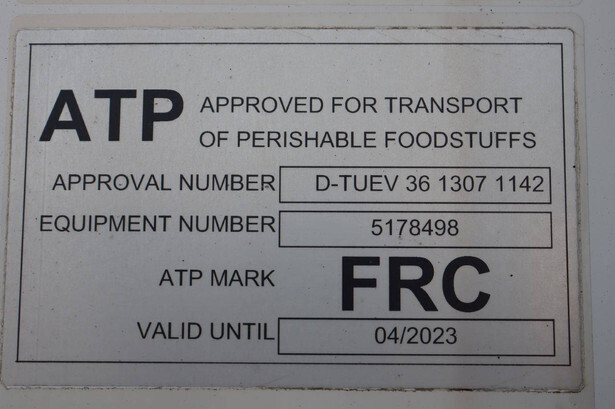 ATP APPROVED FOR TRANSPORT
OF PERISHABLE FOODSTUFFS
APPROVAL NUMBER D-TUEV 36 1307 1142
EQUIPMENT NUMBER 5178498
ATP MARK FRC
VALID UNTIL 04/2023